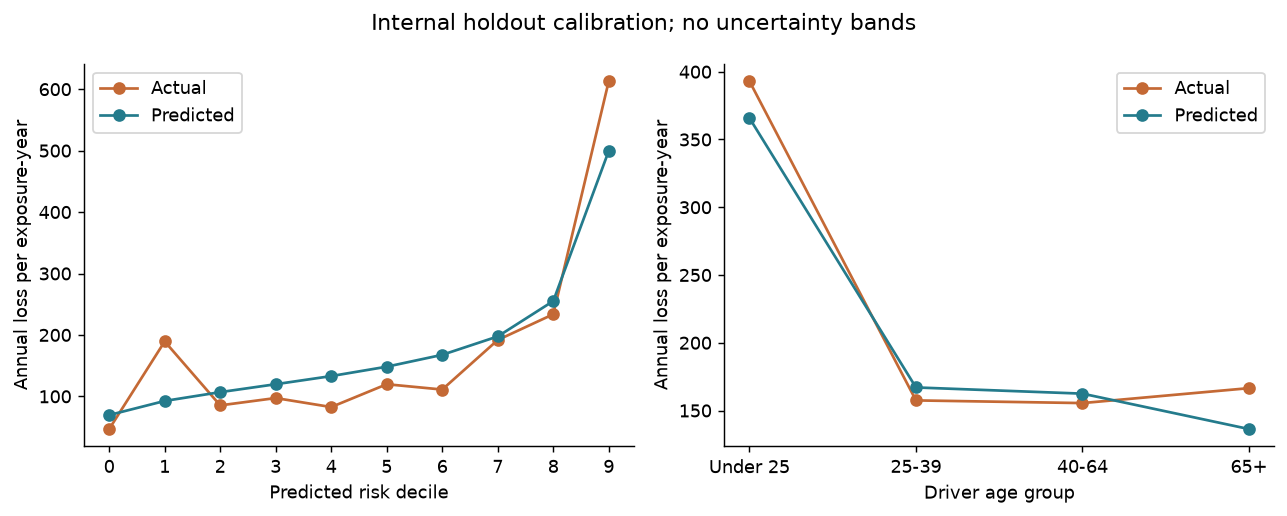 Internal holdout calibration; no uncertainty bands
Annual loss per exposure-year
600
500
400
300
200
100
Actual
Predicted
0 1 2 3 4 5 6 7 8 9
Predicted risk decile
Annual loss per exposure-year
400
350
300
250
200
150
Actual
Predicted
Under 25 25-39 40-64 65+
Driver age group